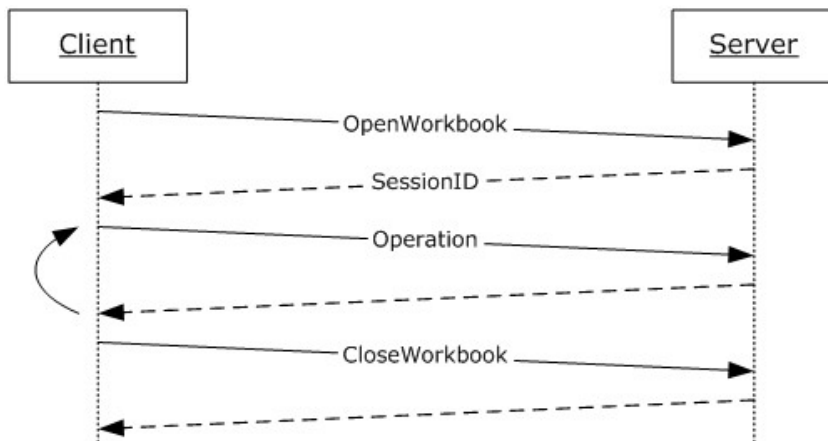 Client
Server
OpenWorkbook
SessionID
Operation
CloseWorkbook